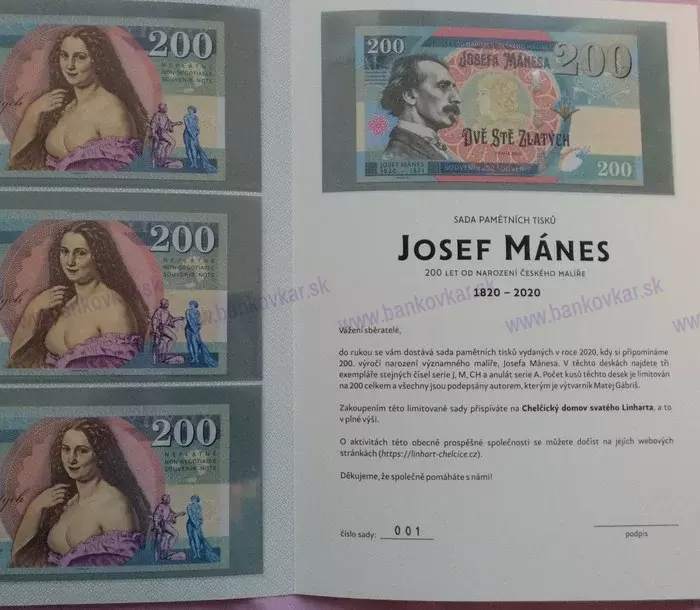 200
NEPLATNÉ
NON-NEGOTIABLE
SOUVENIR NOTE
200
NEPLATNÉ
NON-NEGOTIABLE
SOUVENIR NOTE
200
NEPLATNÉ
NON-NEGOTIABLE
SOUVENIR NOTE
200
JOSEFA MÁNESA
200
DVĚ STĚ ZLATÝCH
JOSEF MÁNES
1820 - 1871
SOUVENIR
200
SADA PAMĚTNÍCH TISKŮ
JOSEF MÁNES
200 LET OD NAROZENÍ ČESKÉHO MALÍŘE
1820 – 2020
www.bankovkar.sk
www.bankovkar.sk
www.bankovkar.sk
Vážení sběratelé,
do rukou se vám dostává sada pamětních tisků vydaných v roce 2020, kdy si připomínáme
200. výročí narození významného malíře, Josefa Mánesa. V těchto deskách najdete tři
exempláře stejných čísel serie J, M, CH a anulát serie A. Počet kusů těchto desek je limitován
na 200 celkem a všechny jsou podepsány autorem, kterým je výtvarník Matej Gábriš.
Zakoupením této limitované sady přispíváte na Chelčický domov svatého Linharta, a to
v plné výši.
O aktivitách této obecně prospěšné společnosti se můžete dočíst na jejich webových
stránkách (https://linhart-chelcice.cz).
Děkujeme, že společně pomáháte s námi!
číslo sady: 001
podpis